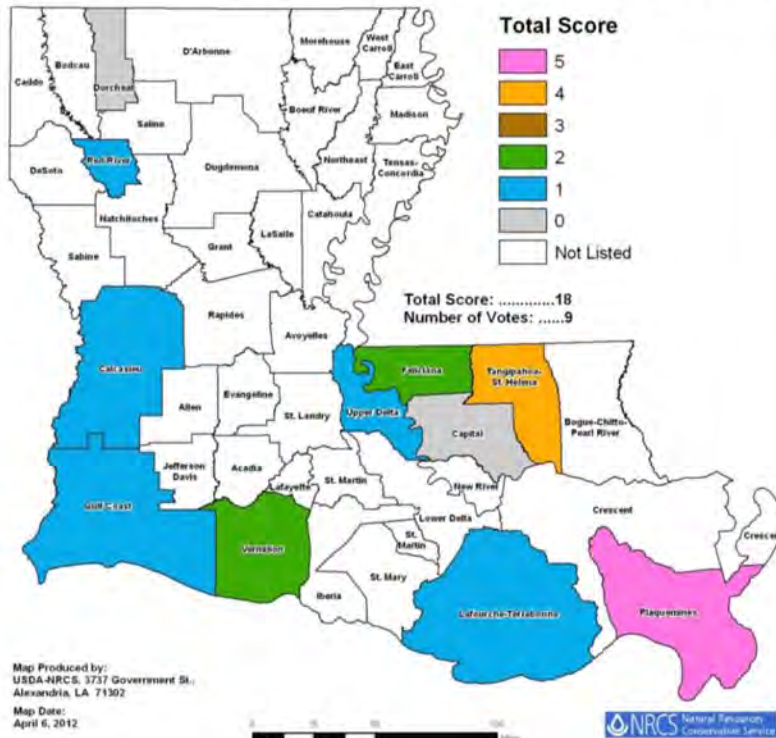 Total Score
5
4
3
2
1
0
Not Listed
Total Score: .............18
Number of Votes: ......9
Caddo
Bodcau
Dorcheat
D'Arbonne
Morehouse
West
Carroll
East
Carroll
Boeuf River
Madison
Saline
Red River
DeSoto
Dugdemona
Northeast
Tensas-
Concordia
Natchitoches
Catahoula
LaSalle
Grant
Sabine
Rapides
Avoyelles
Calcasieu
Allen
Evangeline
St. Landry
Upper Delta
Feliciana
Tangipahoa-
St. Helena
Capital
Bogue-Chitto-
Pearl River
Jefferson
Davis
Acadia
Lafayette
St. Martin
New River
Gulf Coast
Vermilion
Lower Delta
St.
Martin
St. Mary
Iberia
Crescent
Crescent
Lafourche-Terrebonne
Plaquemines
Map Produced by:
USDA-NRCS, 3737 Government St.,
Alexandria, LA 71302
Map Date:
April 6, 2012
NRCS Natural Resources
Conservation Service